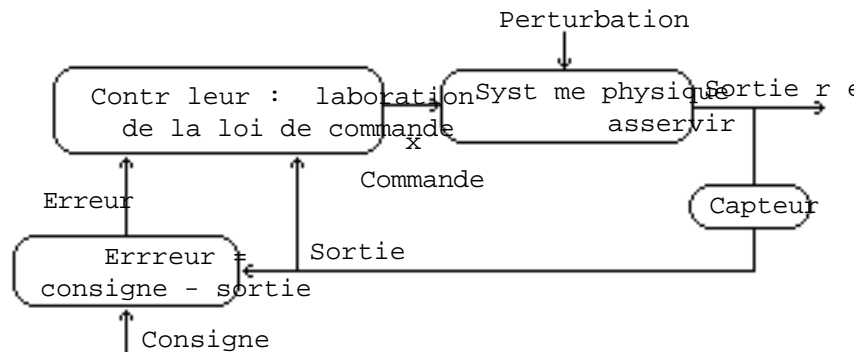 Perturbation
Contr leur : laboration
de la loi de commande
Syst me physique
asservir
Sortie r e
x
Commande
Erreur
Capteur
Errreur =
consigne - sortie
Sortie
Consigne